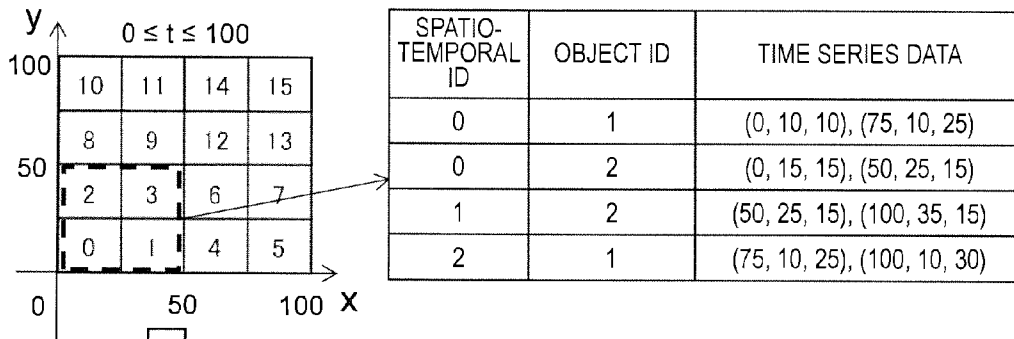 y
0 ≤ t ≤ 100
100
10 11 14 15
8 9 12 13
50
2 3 6 7
0 1 4 5
0 50 100 x
SPATIO-
TEMPORAL
ID
OBJECT ID
TIME SERIES DATA
0 1 (0, 10, 10), (75, 10, 25)
0 2 (0, 15, 15), (50, 25, 15)
1 2 (50, 25, 15), (100, 35, 15)
2 1 (75, 10, 25), (100, 10, 30)